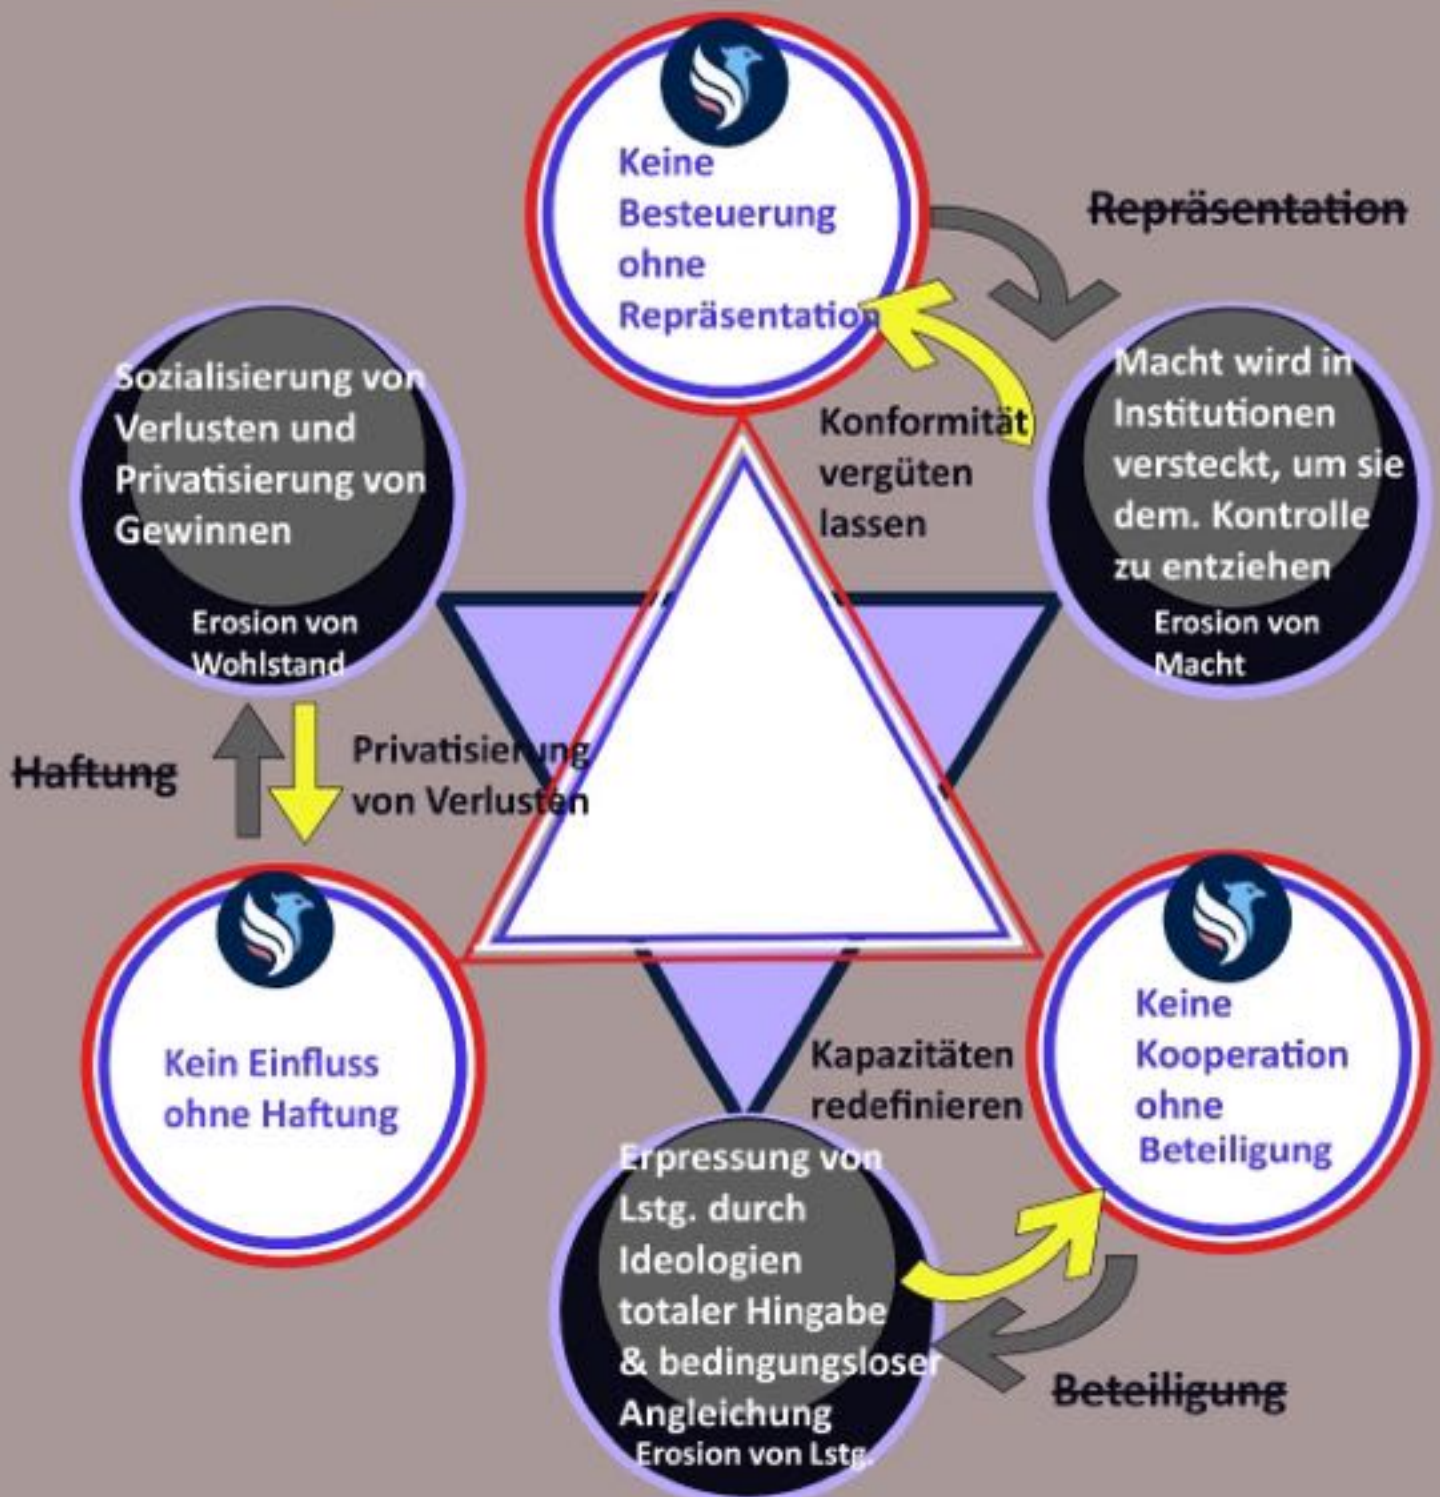 Keine
Besteuerung
ohne
Repräsentation
Repräsentation
Konformität
vergüten
lassen
Macht wird in
Institutionen
versteckt, um sie
dem. Kontrolle
zu entziehen
Erosion von
Macht
Sozialisierung von
Verlusten und
Privatisierung von
Gewinnen
Erosion von
Wohlstand
Haftung
Privatisierung
von Verlusten
Kein Einfluss
ohne Haftung
Kapazitäten
redefinieren
Keine
Kooperation
ohne
Beteiligung
Erpressung von
Lstg. durch
Ideologien
totaler Hingabe
& bedingungsloser
Angleichung
Erosion von Lstg.
Beteiligung